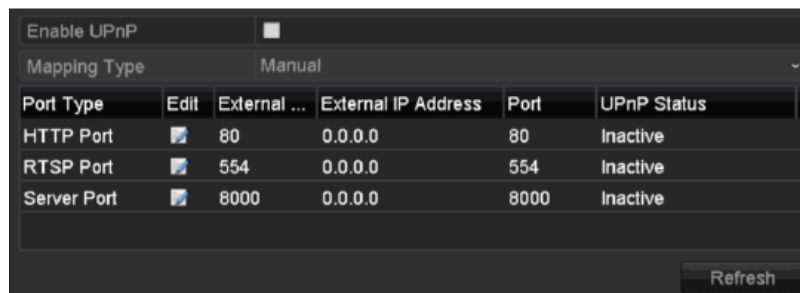 Enable UPnP
Mapping Type Manual
Port Type Edit External ... External IP Address Port UPnP Status
HTTP Port 80 0.0.0.0 80 Inactive
RTSP Port 554 0.0.0.0 554 Inactive
Server Port 8000 0.0.0.0 8000 Inactive
Refresh